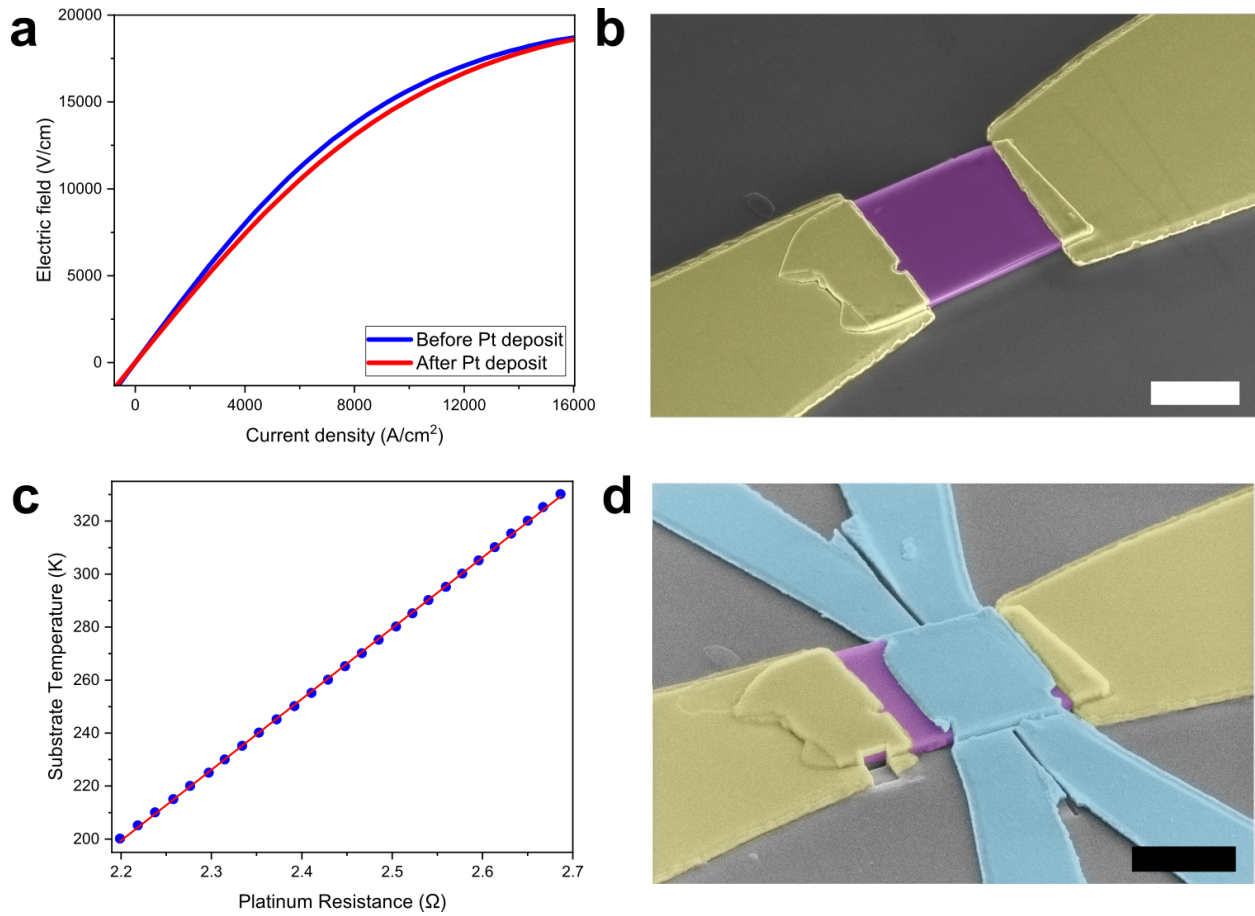 a
20000
15000
10000
5000
0
Electric field (V/cm)
Before Pt deposit
After Pt deposit
0 4000 8000 12000 16000
Current density (A/cm²)
b
c
320
300
280
260
240
220
200
Substrate Temperature (K)
2.2 2.3 2.4 2.5 2.6 2.7
Platinum Resistance (Ω)
d